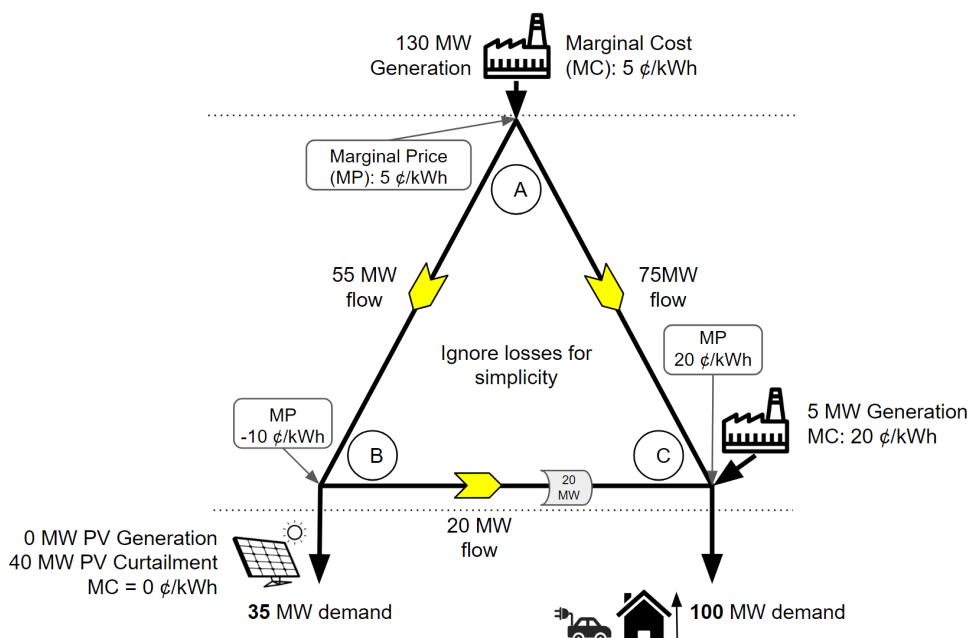 130 MW
Generation
Marginal Cost
(MC): 5 ¢/kWh
Marginal Price
(MP): 5 ¢/kWh
A
55 MW
flow
75MW
flow
Ignore losses for
simplicity
MP
20 ¢/kWh
MP
-10 ¢/kWh
B
C
5 MW Generation
MC: 20 ¢/kWh
20
MW
20 MW
flow
0 MW PV Generation
40 MW PV Curtailment
MC = 0 ¢/kWh
35 MW demand
100 MW demand